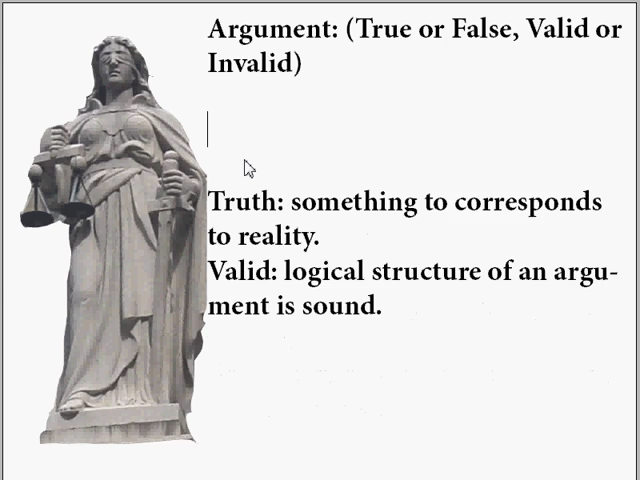 Argument: (True or False, Valid or
Invalid)
Truth: something to corresponds
to reality.
Valid: logical structure of an argu-
ment is sound.